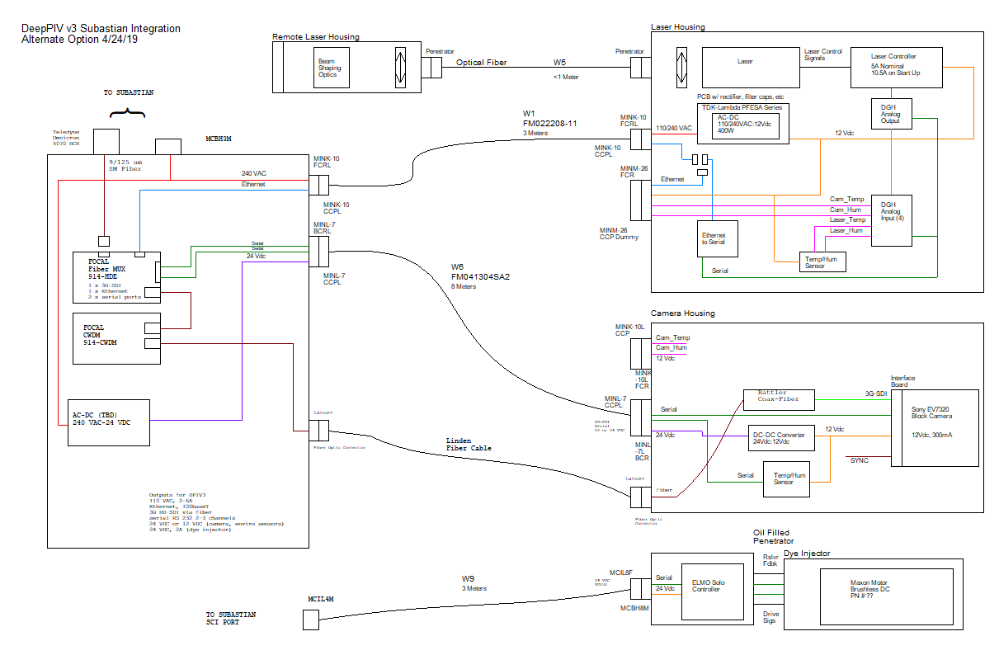 DeepPIV v3 Subastian Integration
Alternate Option 4/24/19
Remote Laser Housing
Beam
Shaping
Optics
Penetrator
Optical Fiber
W5
<1 Meter
Penetrator
Laser Housing
Laser
Laser Control
Signals
Laser Controller
5A Nominal
10.5A on Start Up
PCB w/ rectifier, filter caps, etc
TDK-Lambda PFESA Series
AC-DC
110/240VAC:12Vdc
400W
DGH
Analog
Output
12 Vdc
110/240 VAC
MINK-10
FCRL
MINK-10
CCPL
MINM-26
FCR
Ethernet
MINM-26
CCP Dummy
Cam_Temp
Cam_Hum
Laser_Temp
Laser_Hum
DGH
Analog
Input (4)
Ethernet
to Serial
Temp/Hum
Sensor
Serial
W1
FM022208-11
3 Meters
TO SUBASTIAN
Teledyne
Omicron
5070 BCR
MCBH3M
9/125 um
SM Fiber
240 VAC
Ethernet
MINK-10
FCRL
MINK-10
CCPL
MINL-7
BCRL
Serial
Serial
24 Vdc
MINL-7
CCPL
FOCAL
Fiber MUX
914-HDE
1 x 3G-SDI
1 x Ethernet
2 x serial ports
FOCAL
CWDM
914-CWDM
AC-DC (TBD)
240 VAC-24 VDC
Lancer
Fiber Optic Connector
Outputs for DPIV3
110 VAC, 2-6A
Ethernet, 100baseT
3G HD-SDI via fiber
serial RS 232 2-3 channels
24 VDC or 12 VDC (camera, enviro sensors)
24 VDC, 2A (dye injector)
W6
FM041304SA2
8 Meters
Linden
Fiber Cable
Camera Housing
MINK-10L
CCP
Cam_Temp
Cam_Hum
12 Vdc
MINK
-10L
FCR
MINL-7
CCPL
Serial
12 or 24 VDC
Serial
24 Vdc
MINL
-7L
BCR
Rattler
Coax-Fiber
3G-SDI
Interface
Board
Sony EV7320
Block Camera
12Vdc, 300mA
DC-DC Converter
24Vdc:12Vdc
12 Vdc
SYNC
Serial
Temp/Hum
Sensor
Lancer
fiber
Fiber Optic
Connector
Oil Filled
Penetrator
Dye Injector
Rslvr
Fdbk
MCIL8F
24 VDC
MCBH8M
Serial
24 Vdc
ELMO Solo
Controller
Drive
Sigs
Maxon Motor
Brushless DC
PN # ??
W9
3 Meters
MCIL4M
TO SUBASTIAN
SCI PORT